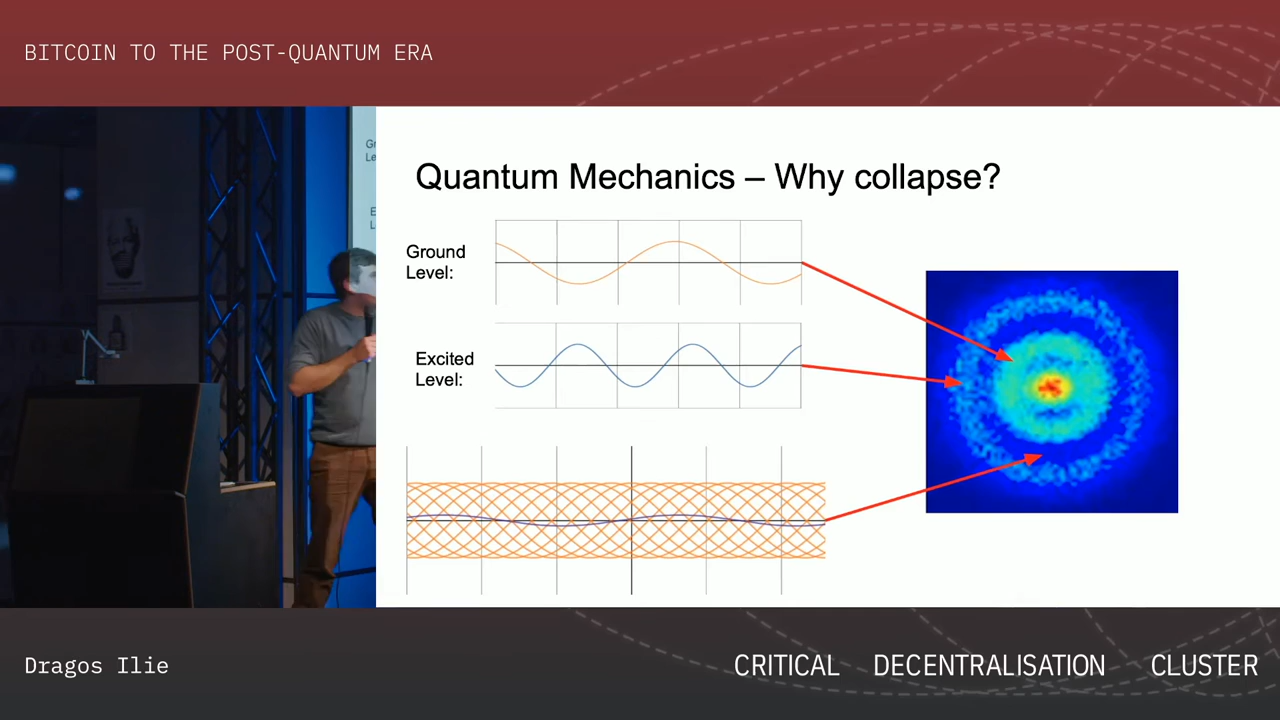 BITCOIN TO THE POST-QUANTUM ERA
Quantum Mechanics – Why collapse?
Ground
Level:
Excited
Level:
Dragos Ilie
CRITICAL DECENTRALISATION CLUSTER